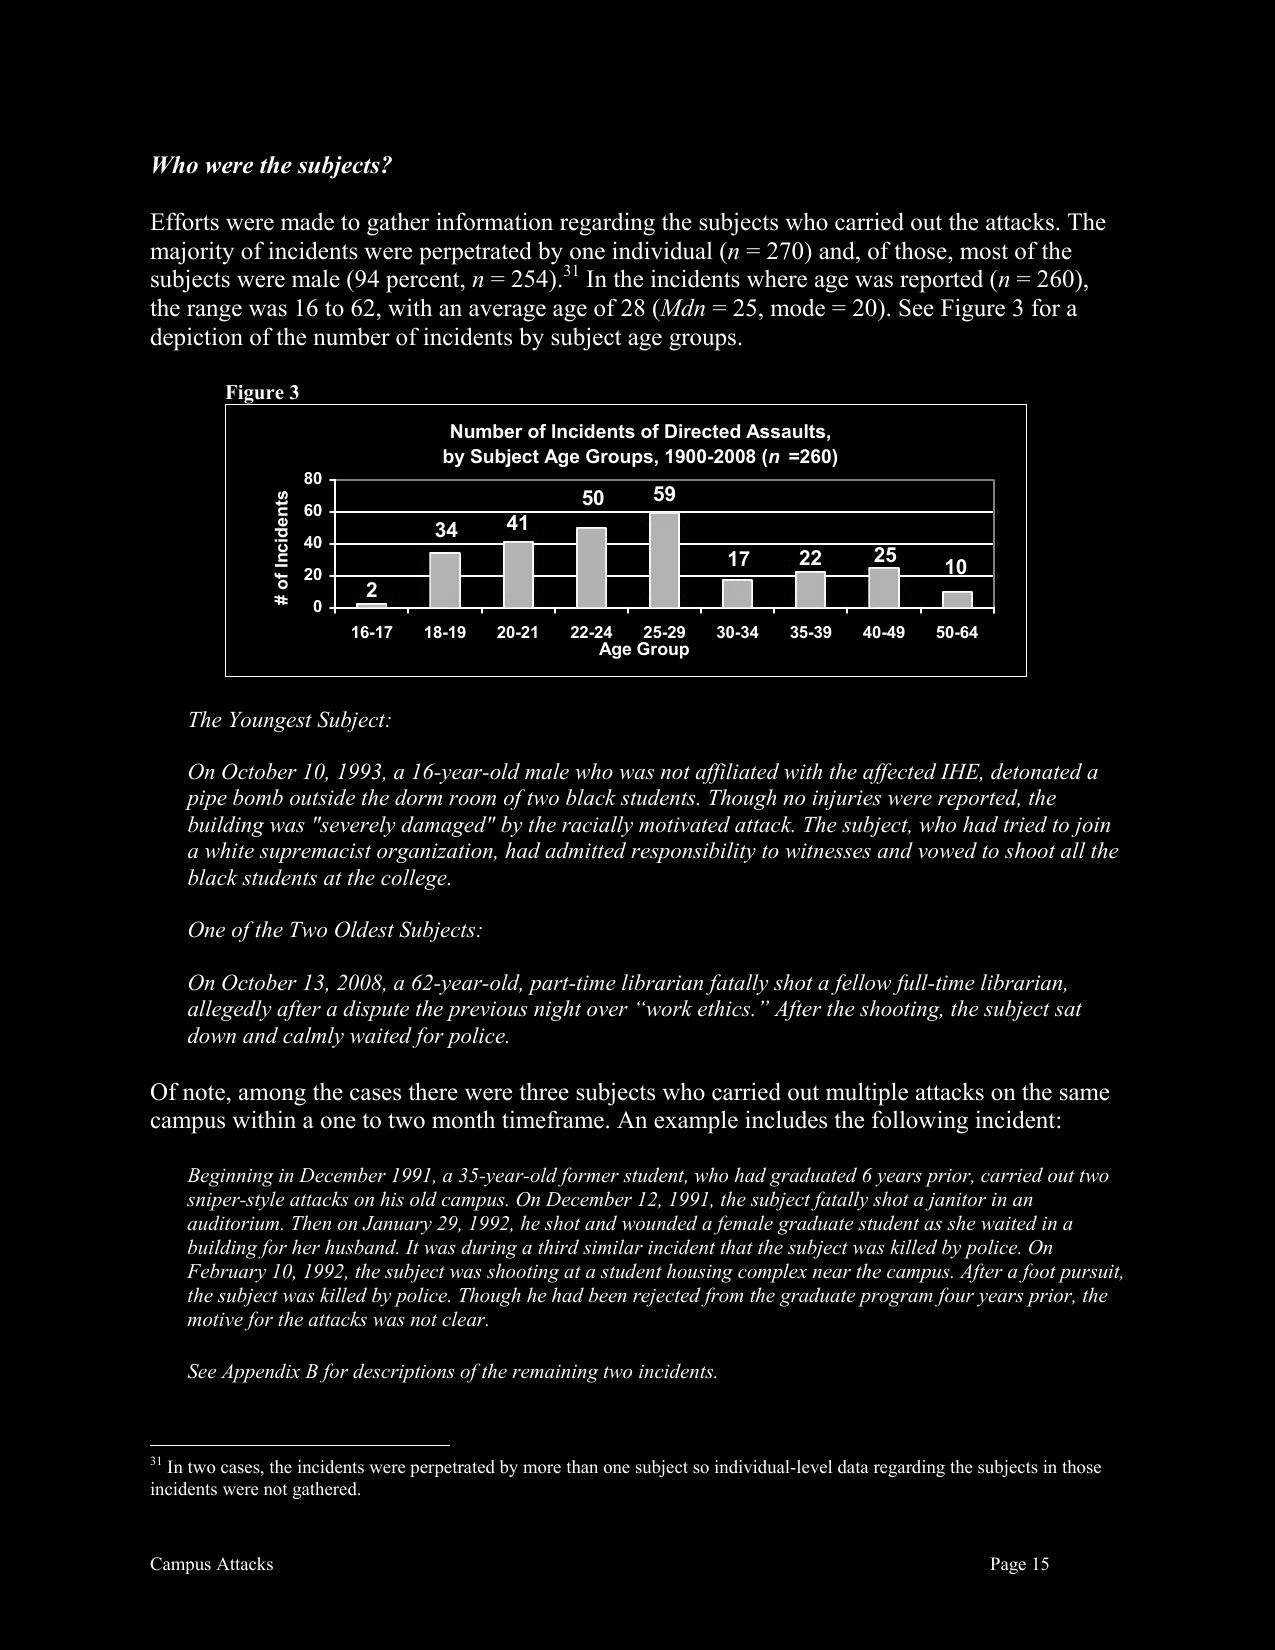 Who were the subjects?
Efforts were made to gather information regarding the subjects who carried out the attacks. The
majority of incidents were perpetrated by one individual (n = 270) and, of those, most of the
subjects were male (94 percent, n = 254).31 In the incidents where age was reported (n = 260),
the range was 16 to 62, with an average age of 28 (Mdn = 25, mode = 20). See Figure 3 for a
depiction of the number of incidents by subject age groups.
Figure 3
Number of Incidents of Directed Assaults,
by Subject Age Groups, 1900-2008 (n =260)
# of Incidents
80
60
40
20
0
2
34
41
50
59
17
22
25
10
16-17 18-19 20-21 22-24 25-29 30-34 35-39 40-49 50-64
Age Group
The Youngest Subject:
On October 10, 1993, a 16-year-old male who was not affiliated with the affected IHE, detonated a
pipe bomb outside the dorm room of two black students. Though no injuries were reported, the
building was "severely damaged" by the racially motivated attack. The subject, who had tried to join
a white supremacist organization, had admitted responsibility to witnesses and vowed to shoot all the
black students at the college.
One of the Two Oldest Subjects:
On October 13, 2008, a 62-year-old, part-time librarian fatally shot a fellow full-time librarian,
allegedly after a dispute the previous night over “work ethics.” After the shooting, the subject sat
down and calmly waited for police.
Of note, among the cases there were three subjects who carried out multiple attacks on the same
campus within a one to two month timeframe. An example includes the following incident:
Beginning in December 1991, a 35-year-old former student, who had graduated 6 years prior, carried out two
sniper-style attacks on his old campus. On December 12, 1991, the subject fatally shot a janitor in an
auditorium. Then on January 29, 1992, he shot and wounded a female graduate student as she waited in a
building for her husband. It was during a third similar incident that the subject was killed by police. On
February 10, 1992, the subject was shooting at a student housing complex near the campus. After a foot pursuit,
the subject was killed by police. Though he had been rejected from the graduate program four years prior, the
motive for the attacks was not clear.
See Appendix B for descriptions of the remaining two incidents.
31 In two cases, the incidents were perpetrated by more than one subject so individual-level data regarding the subjects in those
incidents were not gathered.
Campus Attacks Page 15